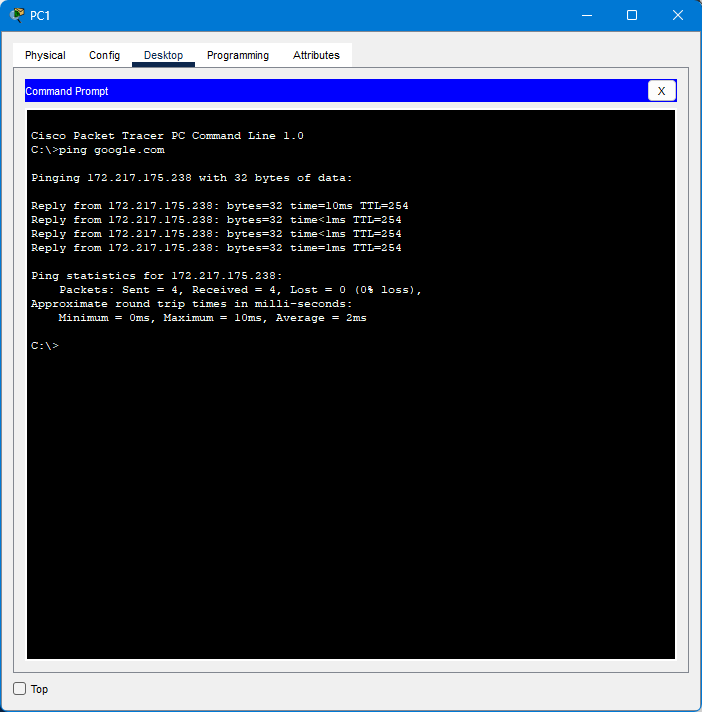 PC1
Physical Config Desktop Programming Attributes
Command Prompt X
Cisco Packet Tracer PC Command Line 1.0
C:\>ping google.com
Pinging 172.217.175.238 with 32 bytes of data:
Reply from 172.217.175.238: bytes=32 time=10ms TTL=254
Reply from 172.217.175.238: bytes=32 time<1ms TTL=254
Reply from 172.217.175.238: bytes=32 time<1ms TTL=254
Reply from 172.217.175.238: bytes=32 time=1ms TTL=254
Ping statistics for 172.217.175.238:
Packets: Sent = 4, Received = 4, Lost = 0 (0% loss),
Approximate round trip times in milli-seconds:
Minimum = 0ms, Maximum = 10ms, Average = 2ms
C:\>
Top